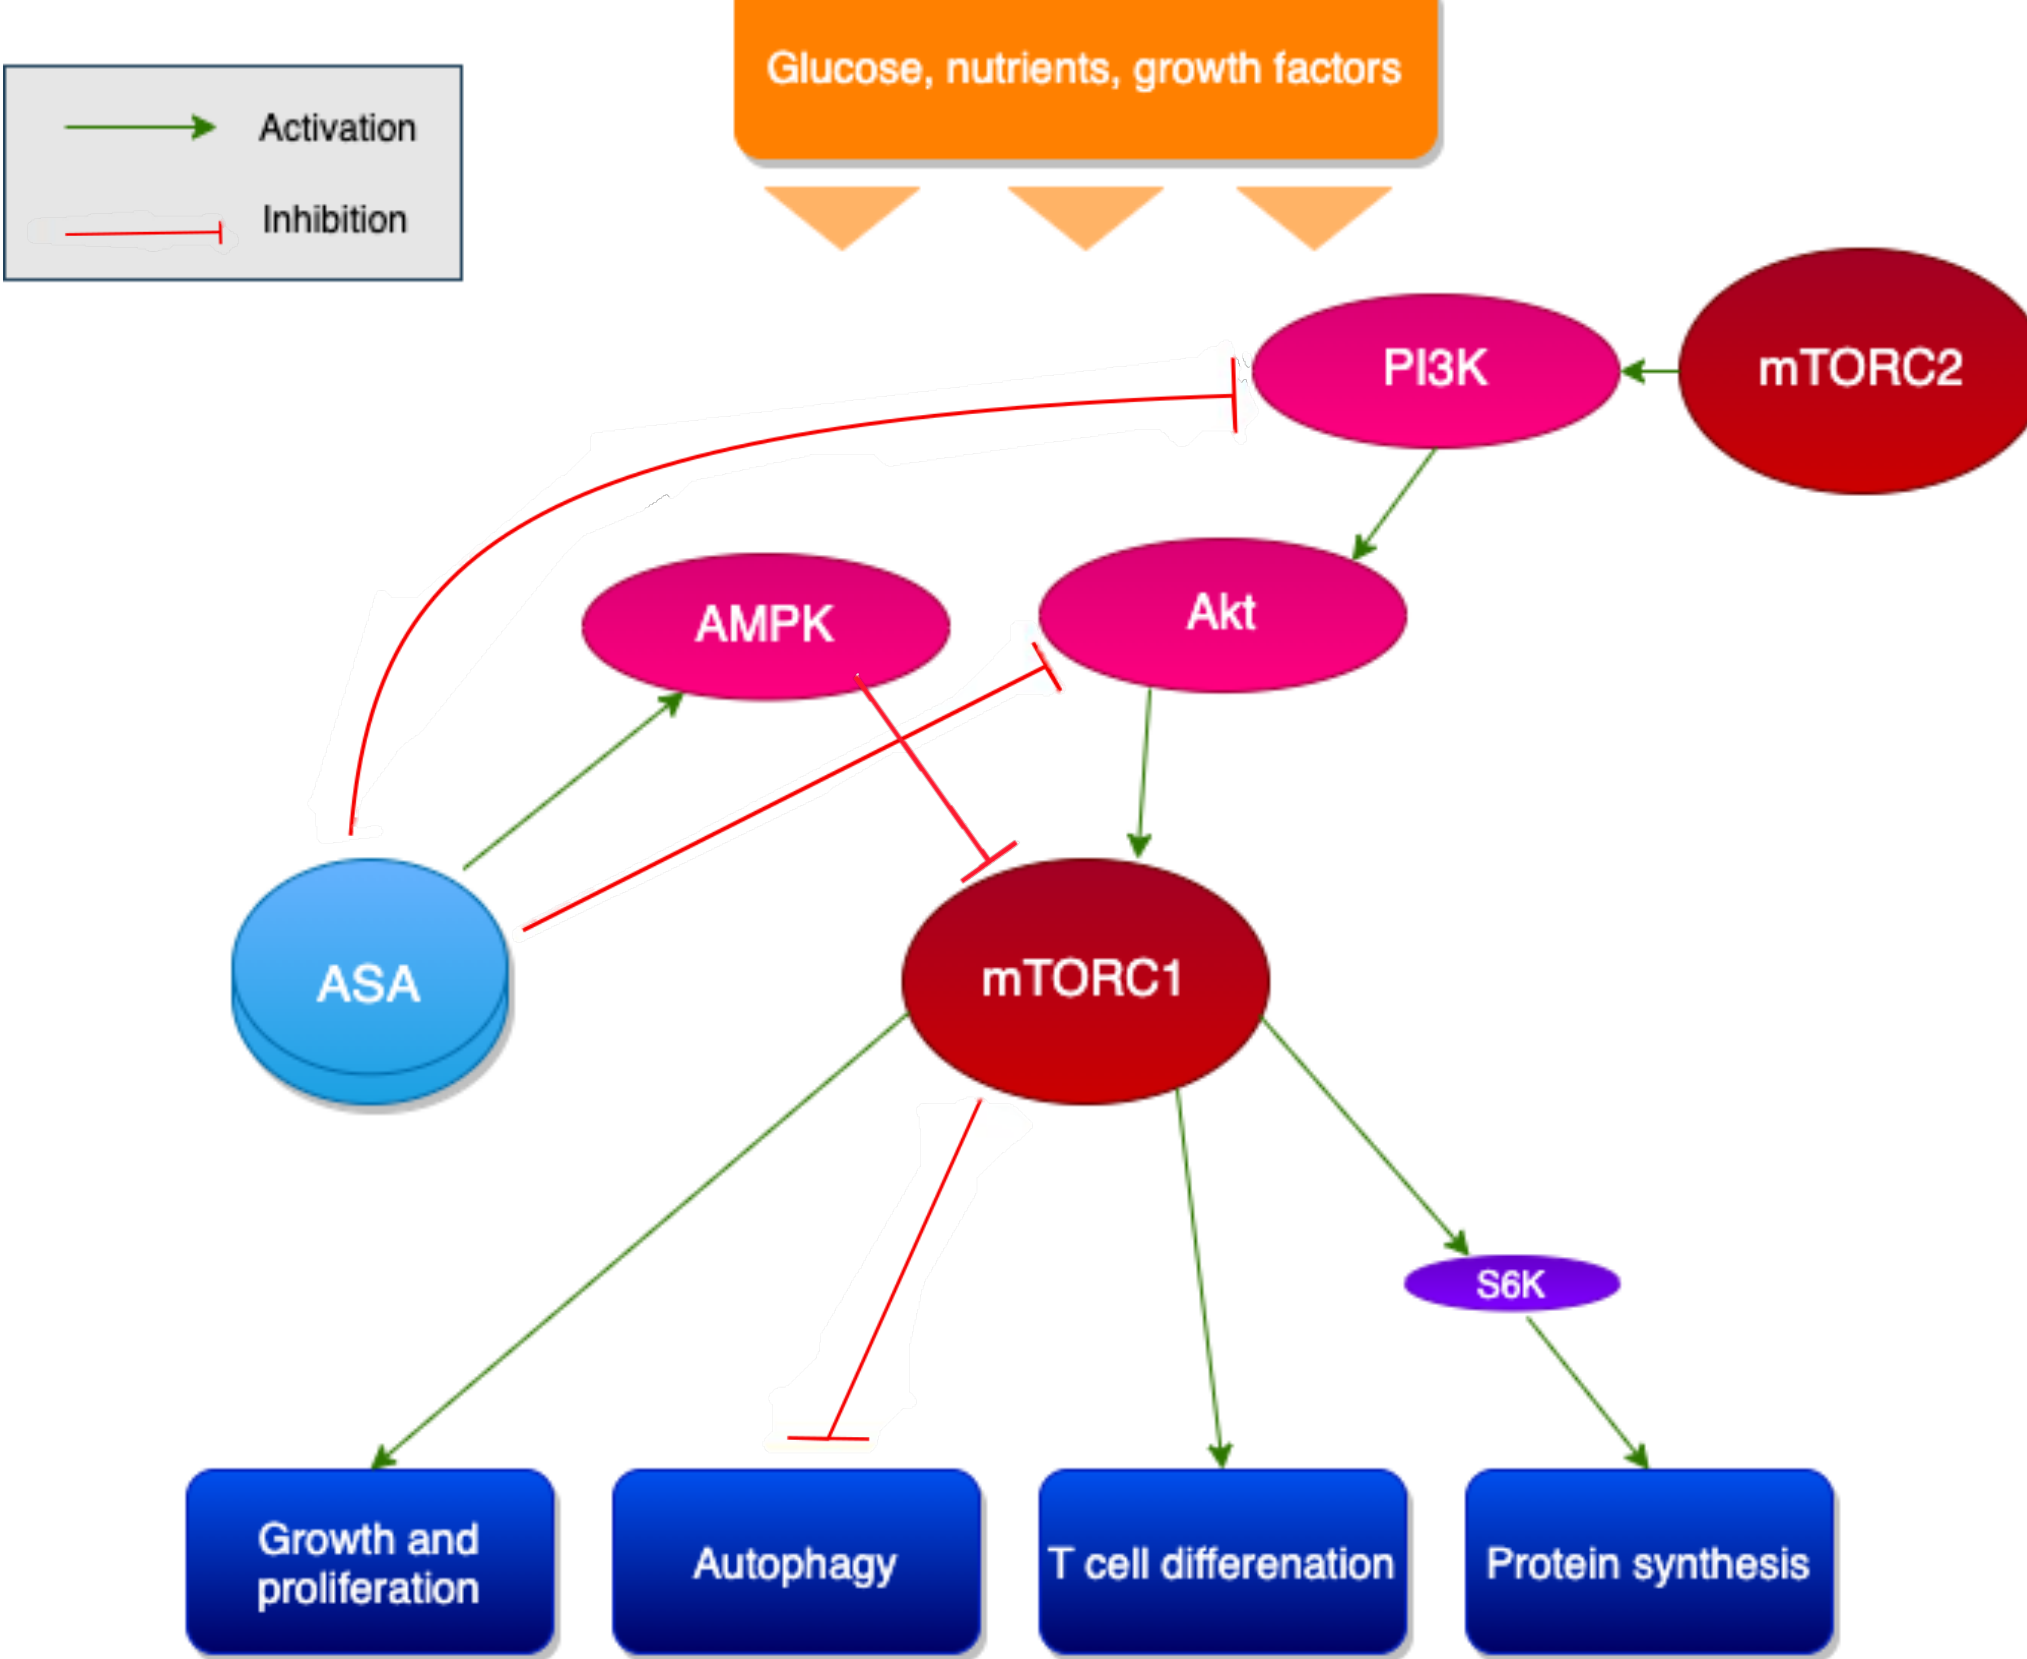 Glucose, nutrients, growth factors
Activation
Inhibition
PI3K
mTORC2
AMPK
Akt
ASA
mTORC1
S6K
Growth and
proliferation
Autophagy
T cell differenation
Protein synthesis